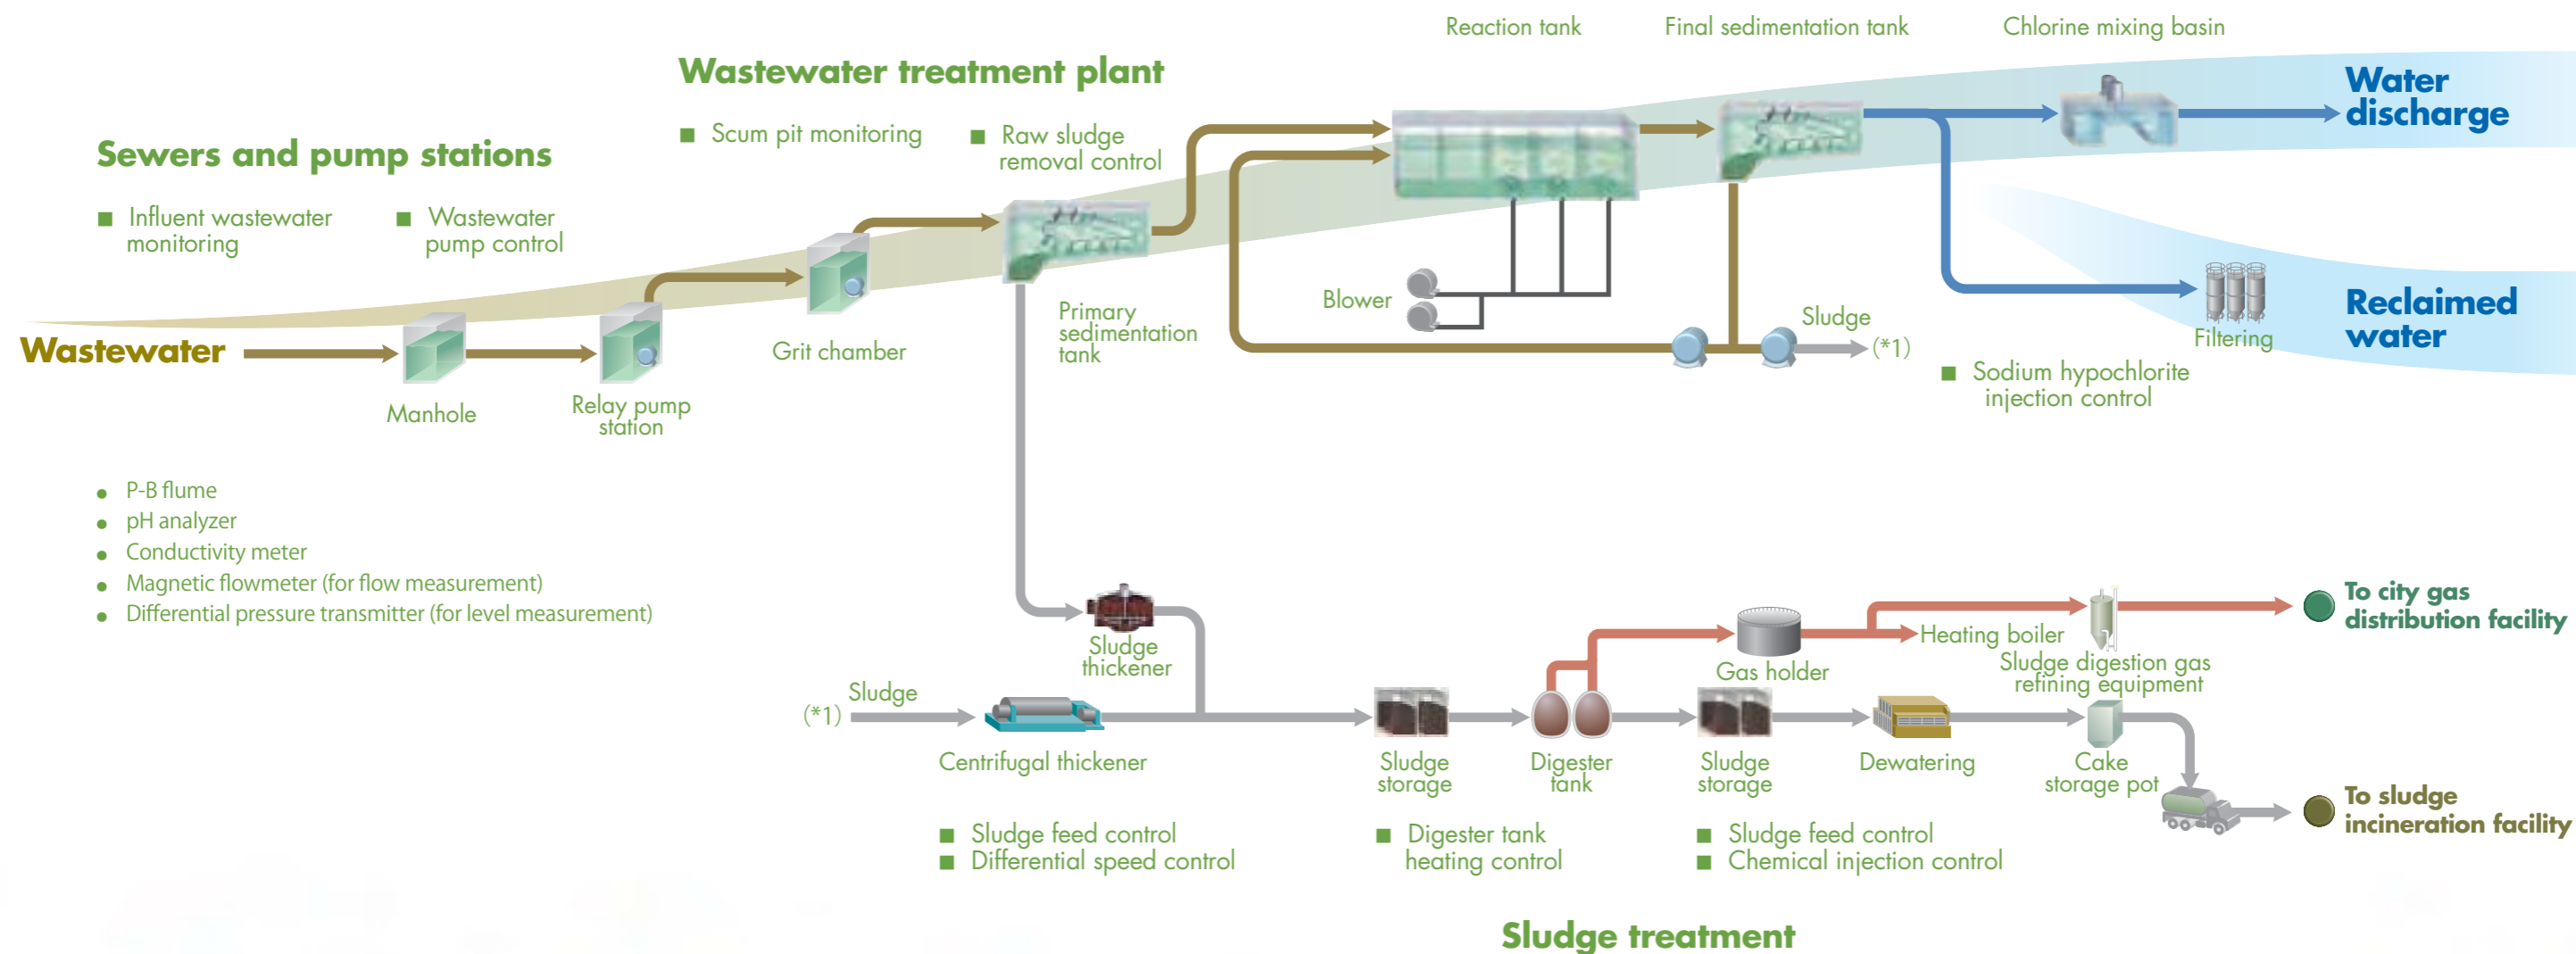 Reaction tank
Final sedimentation tank
Chlorine mixing basin
Wastewater treatment plant
■ Scum pit monitoring
■ Raw sludge
removal control
Water
discharge
Sewers and pump stations
■ Influent wastewater
monitoring
■ Wastewater
pump control
Wastewater
Manhole
Relay pump
station
Grit chamber
Primary
sedimentation
tank
Blower
Sludge
(*1)
Filtering
Reclaimed
water
■ Sodium hypochlorite
injection control
● P-B flume
● pH analyzer
● Conductivity meter
● Magnetic flowmeter (for flow measurement)
● Differential pressure transmitter (for level measurement)
Sludge
thickener
Gas holder
Heating boiler
Sludge digestion gas
refining equipment
To city gas
distribution facility
(*1)
Sludge
Centrifugal thickener
Sludge
storage
Digester
tank
Sludge
storage
Dewatering
Cake
storage pot
To sludge
incineration facility
■ Sludge feed control
■ Differential speed control
■ Digester tank
heating control
■ Sludge feed control
■ Chemical injection control
Sludge treatment